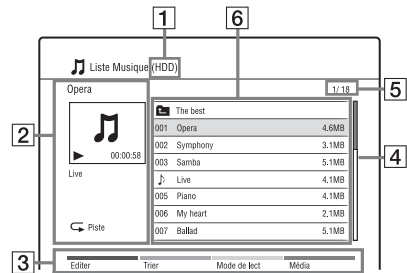 1
6
Liste Musique (HDD)
Opera
1/ 18
5
2
00:00:58
Live
Piste
The best
001 Opera 4.6MB
002 Symphony 3.1MB
003 Samba 5.1MB
Live 4.1MB
005 Piano 4.1MB
006 My heart 2.1MB
007 Ballad 5.1MB
4
3
Editer Trier Mode de lect Média